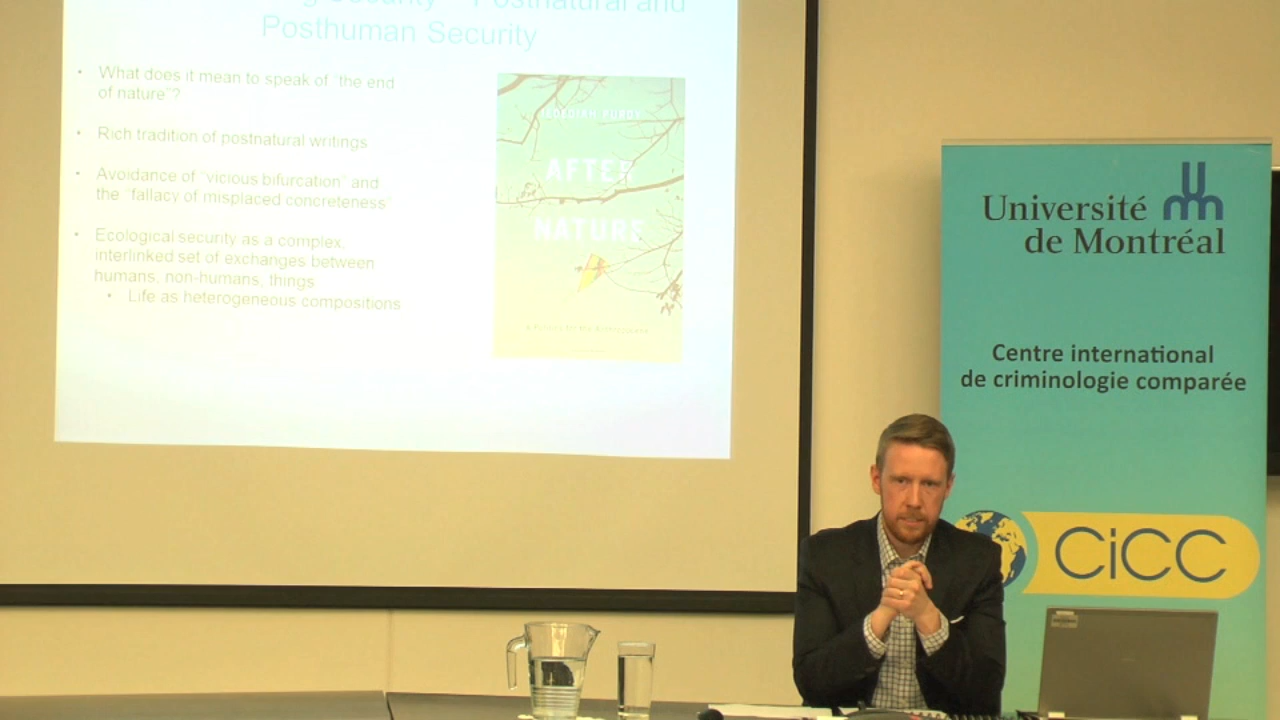 Security – Postnatural and
Posthuman Security
• What does it mean to speak of "the end
of nature"?
• Rich tradition of postnatural writings
• Avoidance of "vicious bifurcation" and
the "fallacy of misplaced concreteness"
• Ecological security as a complex,
interlinked set of exchanges between
humans, non-humans, things
• Life as heterogeneous compositions
JEDEDIAH PURDY
AFTER
NATURE
Université
de Montréal
Centre international
de criminologie comparée
CiCC